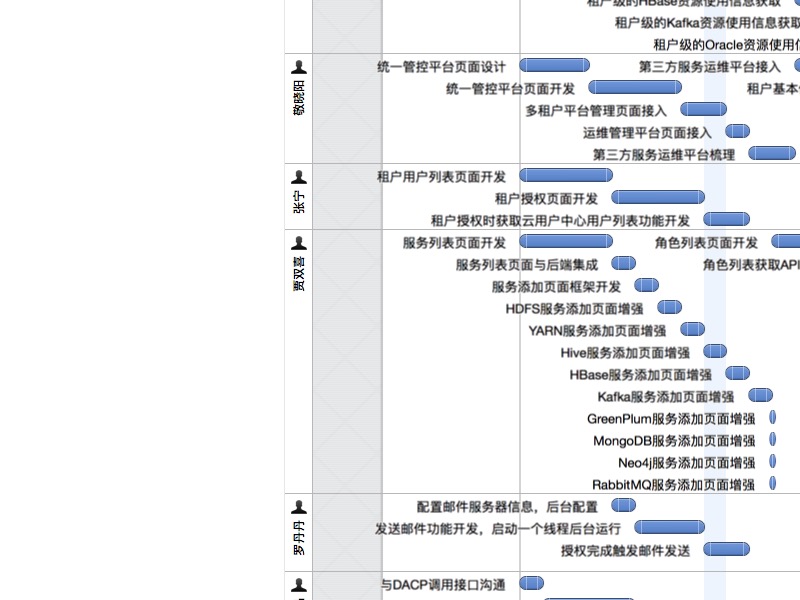 租户级的HBase资源使用信息获取
租户级的Kafka资源使用信息获取
租户级的Oracle资源使用
敬晓阳
统一管控平台页面设计
第三方服务运维平台接入
统一管控平台页面开发
租户基本
多租户平台管理页面接入
运维管理平台页面接入
第三方服务运维平台梳理
张宁
租户用户列表页面开发
租户授权页面开发
租户授权时获取云用户中心用户列表功能开发
贾双喜
服务列表页面开发
角色列表页面开发
服务列表页面与后端集成
角色列表获取API
服务添加页面框架开发
HDFS服务添加页面增强
YARN服务添加页面增强
Hive服务添加页面增强
HBase服务添加页面增强
Kafka服务添加页面增强
GreenPlum服务添加页面增强
MongoDB服务添加页面增强
Neo4j服务添加页面增强
RabbitMQ服务添加页面增强
罗丹丹
配置邮件服务器信息，后台配置
发送邮件功能开发，启动一个线程后台运行
授权完成触发邮件发送
与DACP调用接口沟通